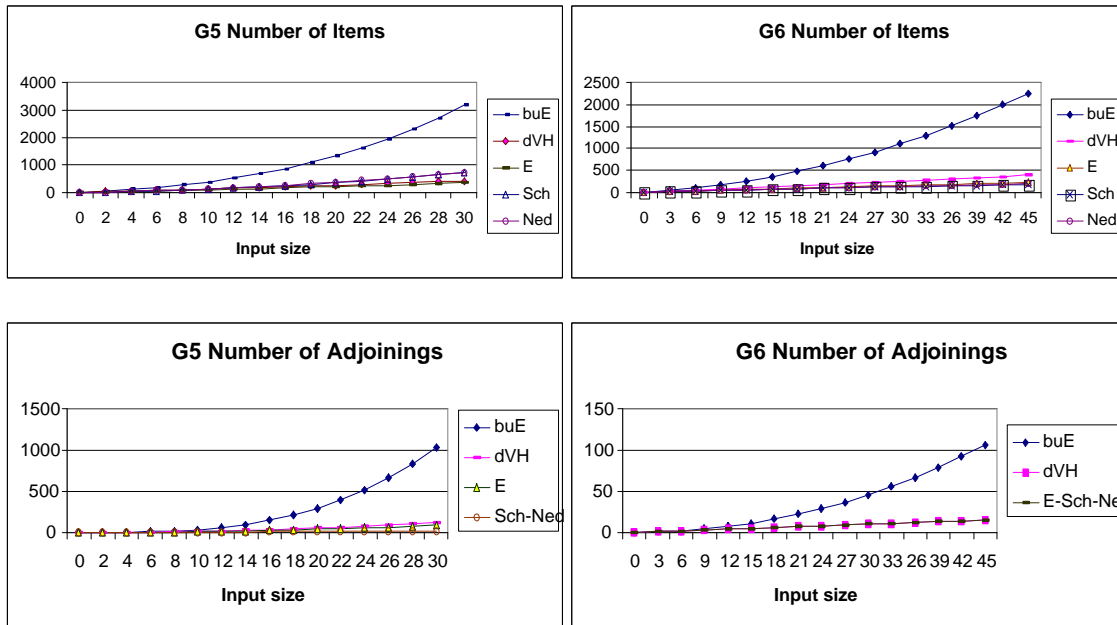 G5 Number of Items
4000
3000
2000
1000
0
0 2 4 6 8 10 12 14 16 18 20 22 24 26 28 30
Input size
buE
dVH
E
Sch
Ned
G6 Number of Items
2500
2000
1500
1000
500
0
0 3 6 9 12 15 18 21 24 27 30 33 36 39 42 45
Input size
buE
dVH
E
Sch
Ned
G5 Number of Adjoinings
1500
1000
500
0
0 2 4 6 8 10 12 14 16 18 20 22 24 26 28 30
Input size
buE
dVH
E
Sch-Ned
G6 Number of Adjoinings
150
100
50
0
0 3 6 9 12 15 18 21 24 27 30 33 36 39 42 45
Input size
buE
dVH
E-Sch-Ne